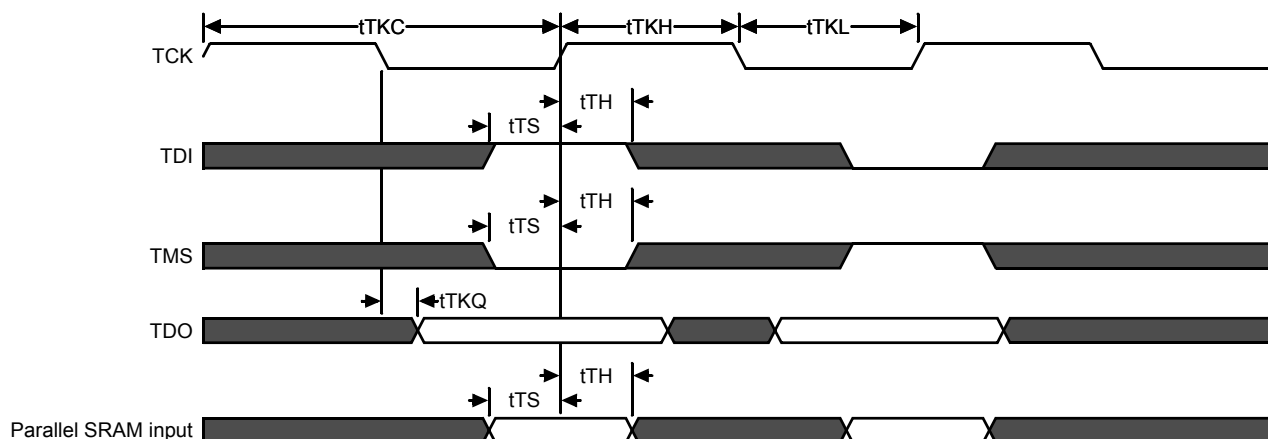 tTKC tTKH tTKL
TCK
tTH
tTS
TDI
tTH
tTS
TMS
tTKQ
TDO
tTH
tTS
Parallel SRAM input